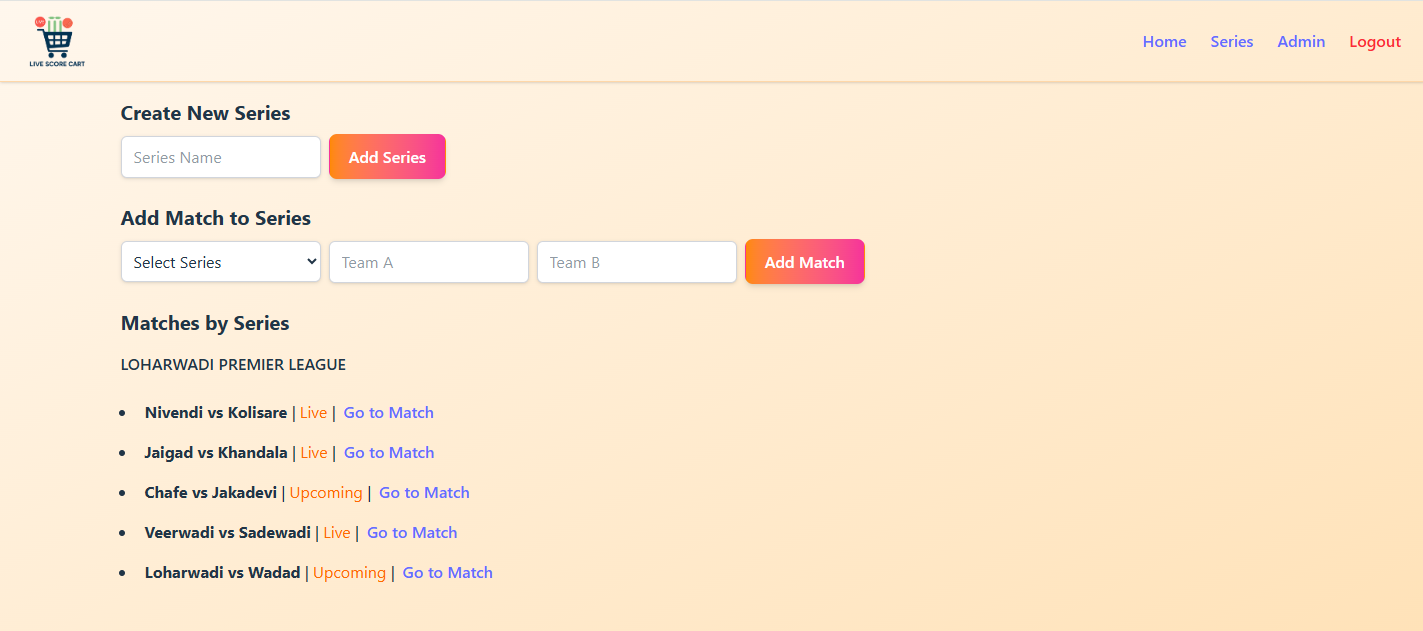 LIVE
LIVE SCORE CART
Home Series Admin Logout
Create New Series
Series Name Add Series
Add Match to Series
Select Series Team A Team B Add Match
Matches by Series
LOHARWADI PREMIER LEAGUE
• Nivendi vs Kolisare | Live | Go to Match
• Jaigad vs Khandala | Live | Go to Match
• Chafe vs Jakadevi | Upcoming | Go to Match
• Veerwadi vs Sadewadi | Live | Go to Match
• Loharwadi vs Wadad | Upcoming | Go to Match